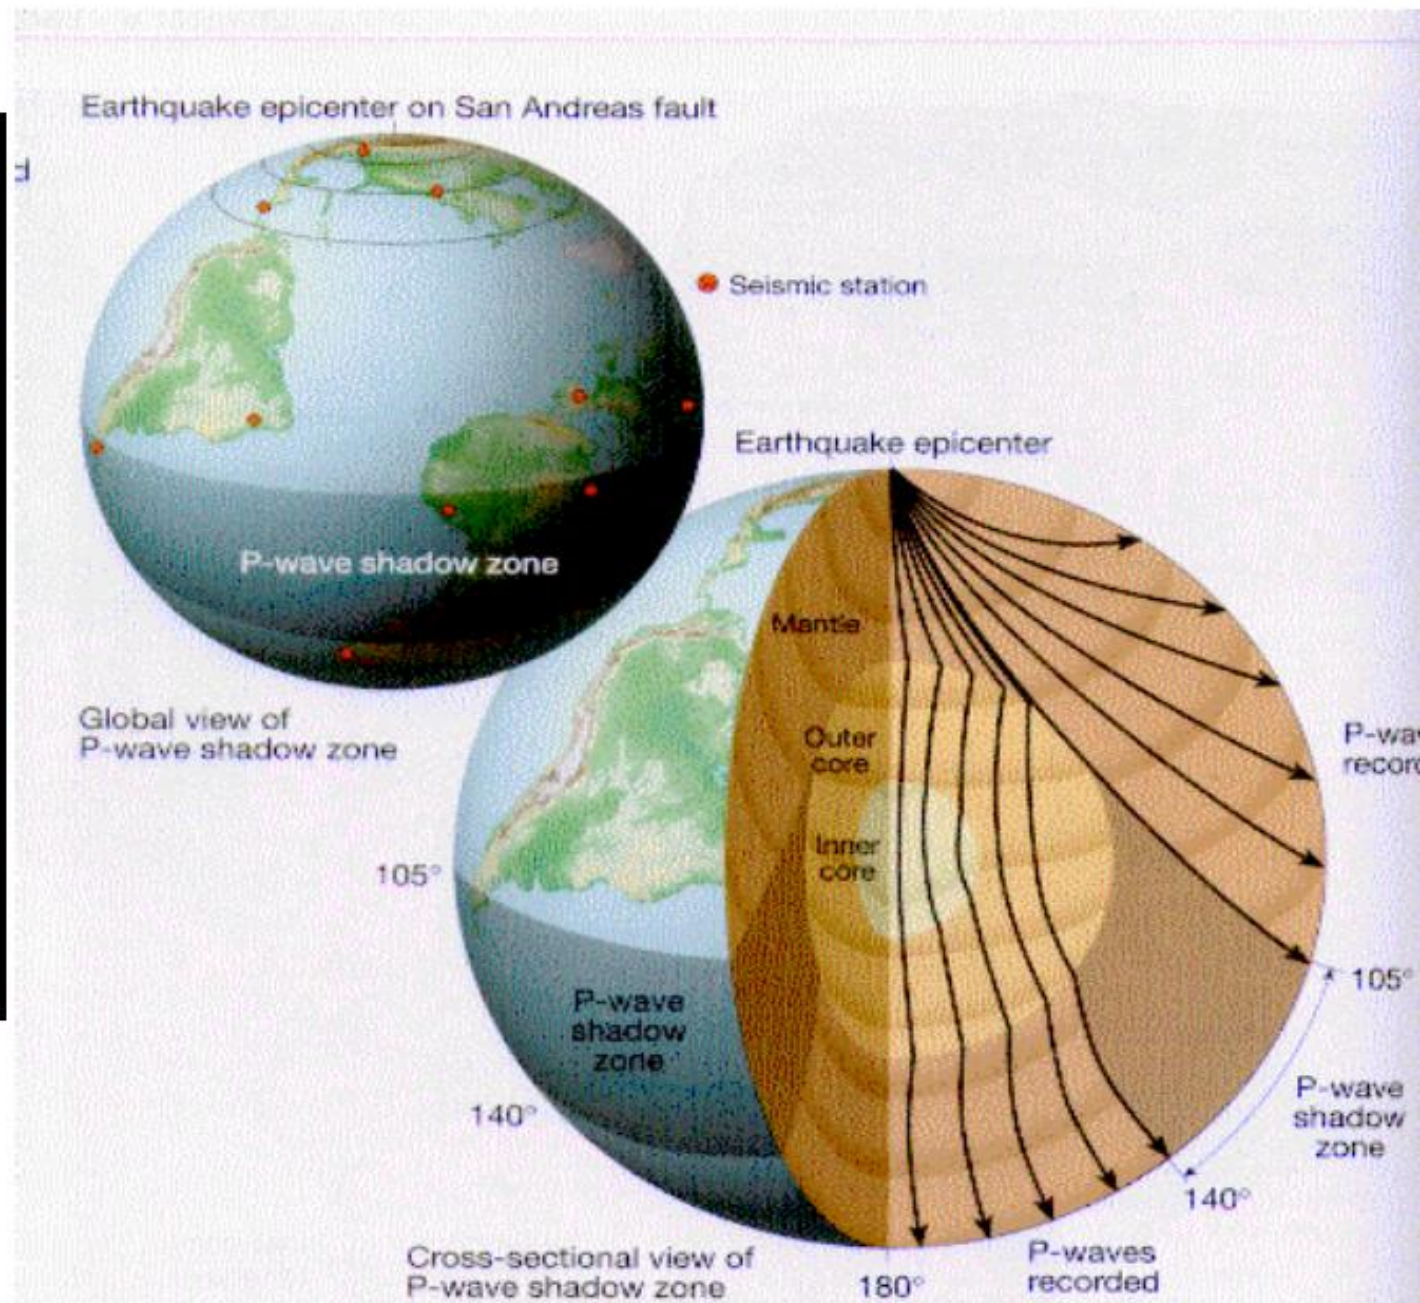 Earthquake epicenter on San Andreas fault
d
Seismic station
Earthquake epicenter
P-wave shadow zone
Mantle
Global view of
P-wave shadow zone
Outer
core
P-wav
record
Inner
core
105°
105°
P-wave
shadow
zone
P-wave
shadow
zone
140°
140°
Cross-sectional view of
P-wave shadow zone
180°
P-waves
recorded